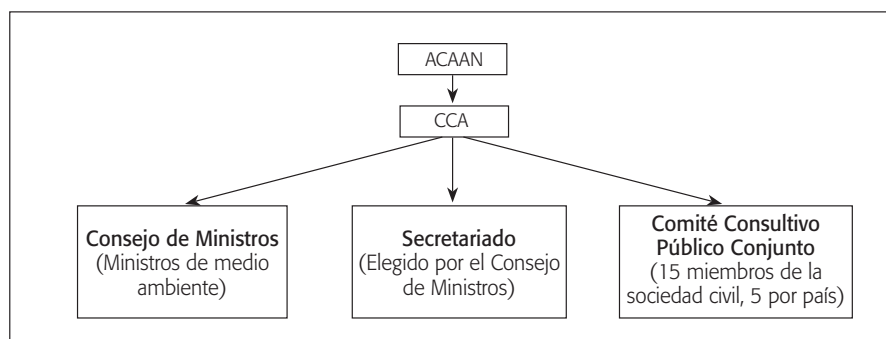 ACAAN
CCA
Consejo de Ministros
(Ministros de medio
ambiente)
Secretariado
(Elegido por el Consejo
de Ministros)
Comité Consultivo
Público Conjunto
(15 miembros de la
sociedad civil, 5 por país)